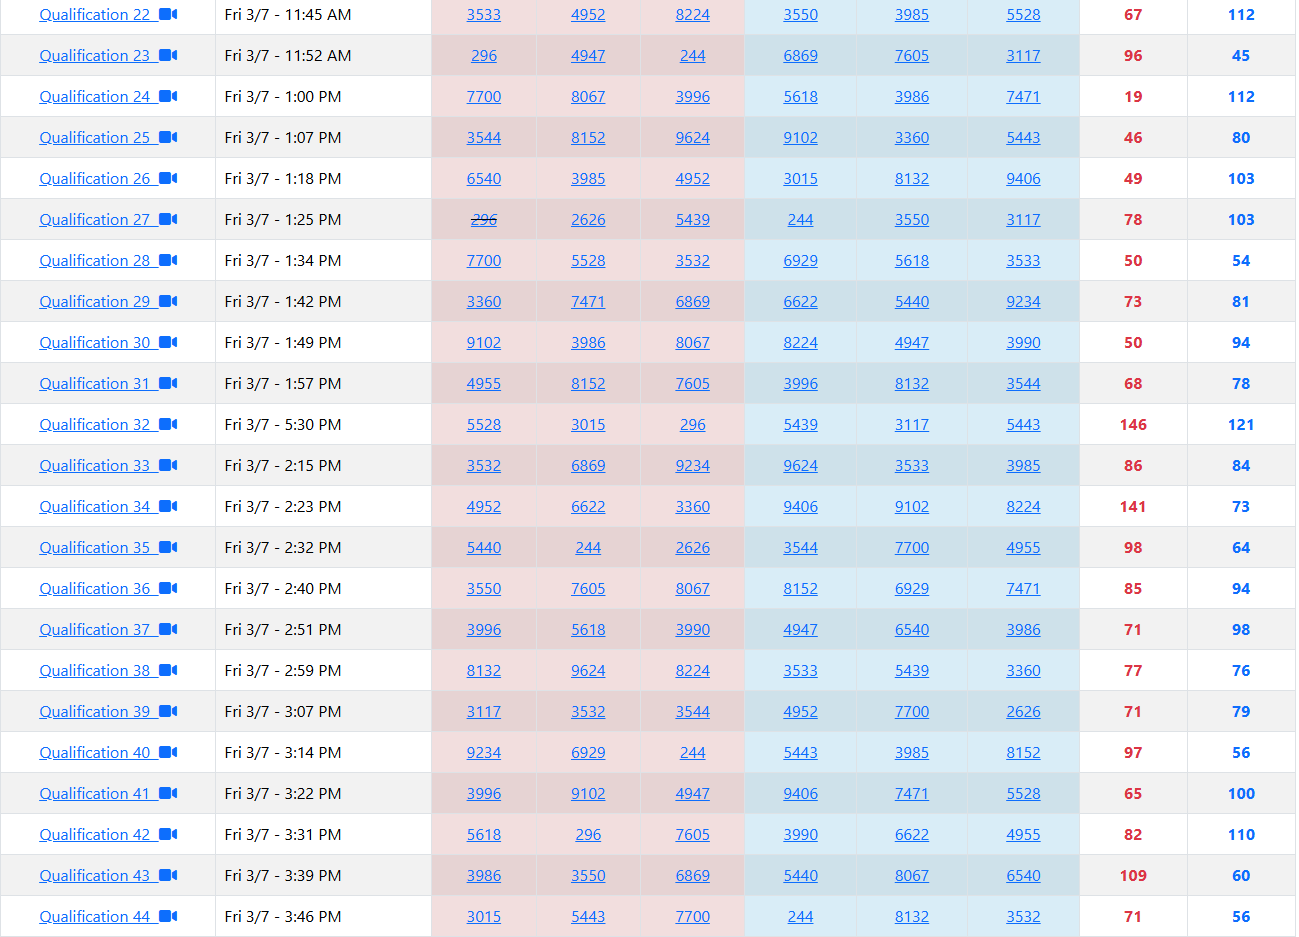 Qualification 22 Fri 3/7 - 11:45 AM 3533 4952 8224 3550 3985 5528 67 112
Qualification 23 Fri 3/7 - 11:52 AM 296 4947 244 6869 7605 3117 96 45
Qualification 24 Fri 3/7 - 1:00 PM 7700 8067 3996 5618 3986 7471 19 112
Qualification 25 Fri 3/7 - 1:07 PM 3544 8152 9624 9102 3360 5443 46 80
Qualification 26 Fri 3/7 - 1:18 PM 6540 3985 4952 3015 8132 9406 49 103
Qualification 27 Fri 3/7 - 1:25 PM 296 2626 5439 244 3550 3117 78 103
Qualification 28 Fri 3/7 - 1:34 PM 7700 5528 3532 6929 5618 3533 50 54
Qualification 29 Fri 3/7 - 1:42 PM 3360 7471 6869 6622 5440 9234 73 81
Qualification 30 Fri 3/7 - 1:49 PM 9102 3986 8067 8224 4947 3990 50 94
Qualification 31 Fri 3/7 - 1:57 PM 4955 8152 7605 3996 8132 3544 68 78
Qualification 32 Fri 3/7 - 5:30 PM 5528 3015 296 5439 3117 5443 146 121
Qualification 33 Fri 3/7 - 2:15 PM 3532 6869 9234 9624 3533 3985 86 84
Qualification 34 Fri 3/7 - 2:23 PM 4952 6622 3360 9406 9102 8224 141 73
Qualification 35 Fri 3/7 - 2:32 PM 5440 244 2626 3544 7700 4955 98 64
Qualification 36 Fri 3/7 - 2:40 PM 3550 7605 8067 8152 6929 7471 85 94
Qualification 37 Fri 3/7 - 2:51 PM 3996 5618 3990 4947 6540 3986 71 98
Qualification 38 Fri 3/7 - 2:59 PM 8132 9624 8224 3533 5439 3360 77 76
Qualification 39 Fri 3/7 - 3:07 PM 3117 3532 3544 4952 7700 2626 71 79
Qualification 40 Fri 3/7 - 3:14 PM 9234 6929 244 5443 3985 8152 97 56
Qualification 41 Fri 3/7 - 3:22 PM 3996 9102 4947 9406 7471 5528 65 100
Qualification 42 Fri 3/7 - 3:31 PM 5618 296 7605 3990 6622 4955 82 110
Qualification 43 Fri 3/7 - 3:39 PM 3986 3550 6869 5440 8067 6540 109 60
Qualification 44 Fri 3/7 - 3:46 PM 3015 5443 7700 244 8132 3532 71 56